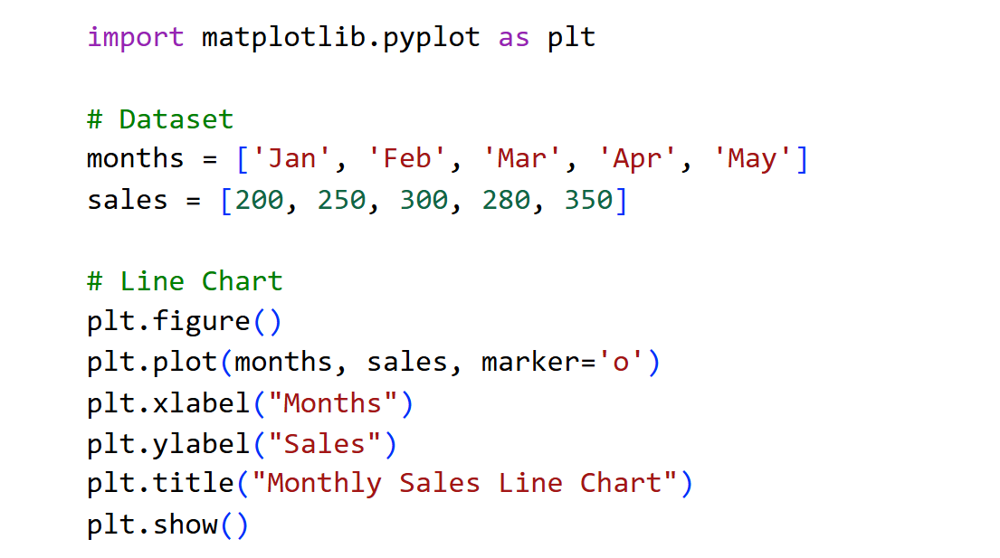 import matplotlib.pyplot as plt
# Dataset
months = ['Jan', 'Feb', 'Mar', 'Apr', 'May']
sales = [200, 250, 300, 280, 350]
# Line Chart
plt.figure()
plt.plot(months, sales, marker='o')
plt.xlabel("Months")
plt.ylabel("Sales")
plt.title("Monthly Sales Line Chart")
plt.show()